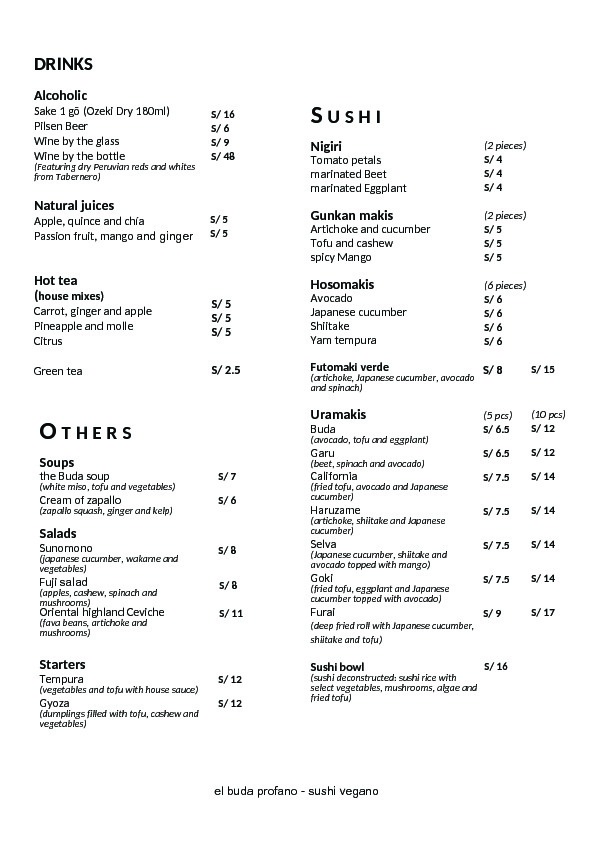 DRINKS
Alcoholic
Sake 1 gō (Ozeki Dry 180ml) S/ 16
Pilsen Beer S/ 6
Wine by the glass S/ 9
Wine by the bottle S/ 48
(Featuring dry Peruvian reds and whites
from Tabernero)
Natural juices
Apple, quince and chía S/ 5
Passion fruit, mango and ginger S/ 5
Hot tea
(house mixes)
Carrot, ginger and apple S/ 5
Pineapple and molle S/ 5
Citrus S/ 5
Green tea S/ 2.5
OTHERS
Soups
the Buda soup S/ 7
(white miso, tofu and vegetables)
Cream of zapallo S/ 6
(zapallo squash, ginger and kelp)
Salads
Sunomono S/ 8
(japanese cucumber, wakame and
vegetables)
Fuji salad S/ 8
(apples, cashew, spinach and
mushrooms)
Oriental highland Ceviche S/ 11
(fava beans, artichoke and
mushrooms)
Starters
Tempura S/ 12
(vegetables and tofu with house sauce)
Gyoza S/ 12
(dumplings filled with tofu, cashew and
vegetables)
SUSHI
Nigiri (2 pieces)
Tomato petals S/ 4
marinated Beet S/ 4
marinated Eggplant S/ 4
Gunkan makis (2 pieces)
Artichoke and cucumber S/ 5
Tofu and cashew S/ 5
spicy Mango S/ 5
Hosomakis (6 pieces)
Avocado S/ 6
Japanese cucumber S/ 6
Shiitake S/ 6
Yam tempura S/ 6
Futomaki verde S/ 8 S/ 15
(artichoke, Japanese cucumber, avocado
and spinach)
Uramakis (5 pcs) (10 pcs)
Buda S/ 6.5 S/ 12
(avocado, tofu and eggplant)
Garu S/ 6.5 S/ 12
(beet, spinach and avocado)
California S/ 7.5 S/ 14
(fried tofu, avocado and Japanese
cucumber)
Haruzame S/ 7.5 S/ 14
(artichoke, shiitake and Japanese
cucumber)
Selva S/ 7.5 S/ 14
(Japanese cucumber, shiitake and
avocado topped with mango)
Goki S/ 7.5 S/ 14
(fried tofu, eggplant and Japanese
cucumber topped with avocado)
Furai S/ 9 S/ 17
(deep fried roll with Japanese cucumber,
shiitake and tofu)
Sushi bowl S/ 16
(sushi deconstructed: sushi rice with
select vegetables, mushrooms, algae and
fried tofu)
el buda profano - sushi vegano